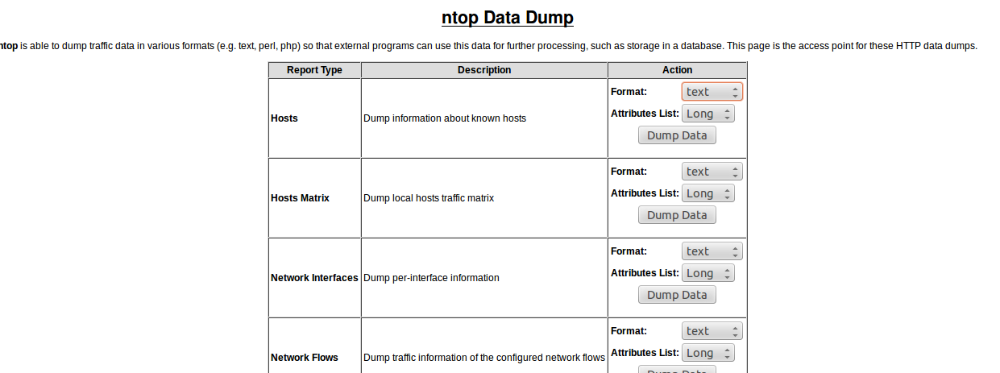 ntop Data Dump
ntop is able to dump traffic data in various formats (e.g. text, perl, php) so that external programs can use this data for further processing, such as storage in a database. This page is the access point for these HTTP data dumps.
Report Type Description Action
Hosts Dump information about known hosts
Format: text
Attributes List: Long
Dump Data
Hosts Matrix Dump local hosts traffic matrix
Format: text
Attributes List: Long
Dump Data
Network Interfaces Dump per-interface information
Format: text
Attributes List: Long
Dump Data
Network Flows Dump traffic information of the configured network flows
Format: text
Attributes List: Long
Dump Data